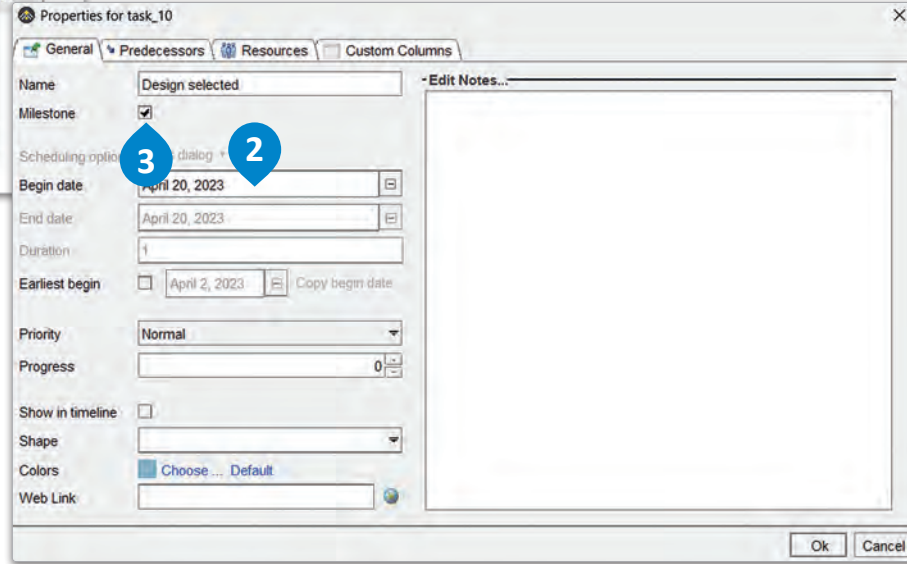 Properties for task_10
General Predecessors Resources Custom Columns
Name Design selected
Edit Notes...
Milestone
3 2
Scheduling dialog
Begin date April 20, 2023
End date April 20, 2023
Duration 1
Earliest begin April 2, 2023 Copy begin date
Priority Normal
Progress 0
Show in timeline
Shape
Colors Choose ... Default
Web Link
Ok Cancel